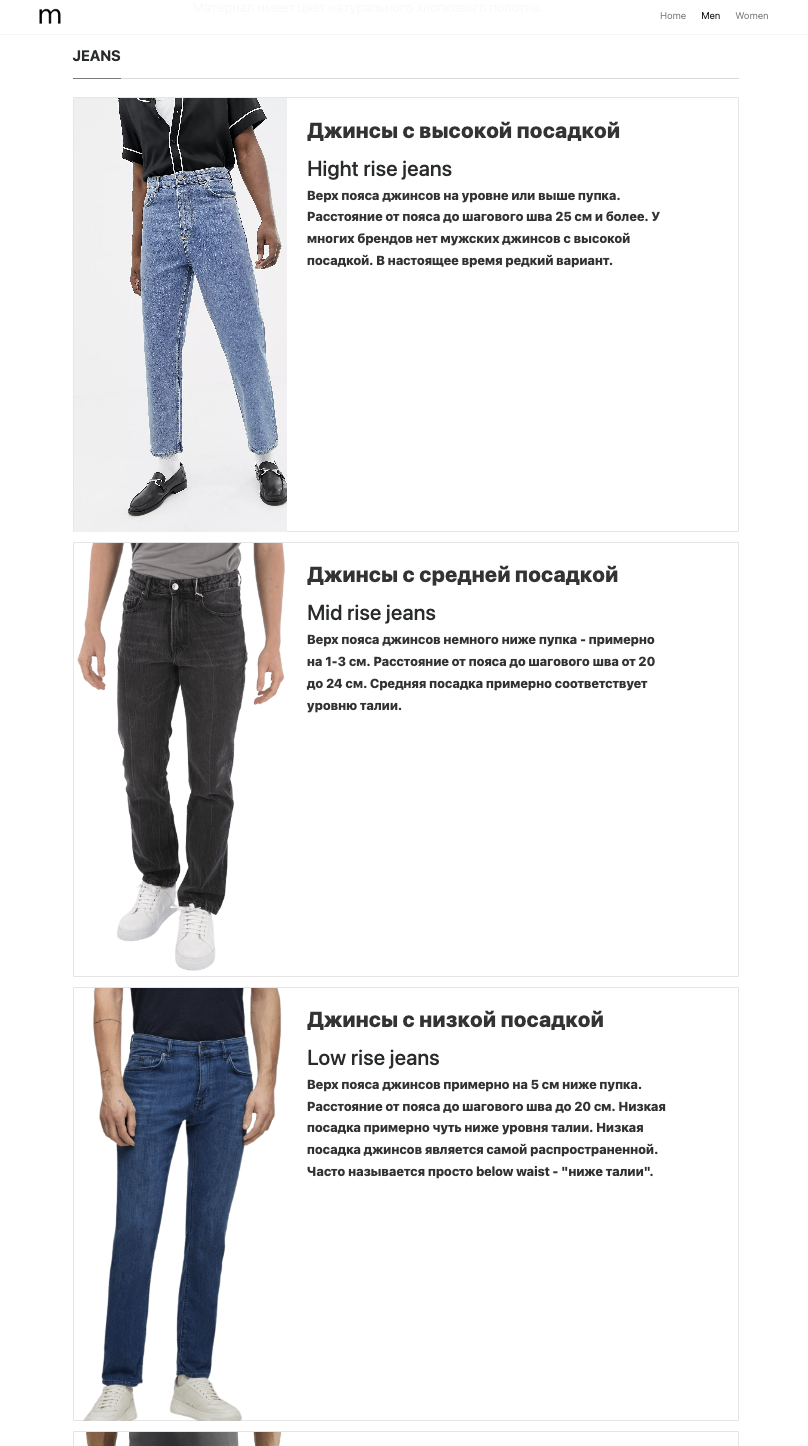 Материал имеет цвет натурального хлопкового полотна.
m
Home Men Women
JEANS
Джинсы с высокой посадкой
Hight rise jeans
Верх пояса джинсов на уровне или выше пупка.
Расстояние от пояса до шагового шва 25 см и более. У
многих брендов нет мужских джинсов с высокой
посадкой. В настоящее время редкий вариант.
Джинсы с средней посадкой
Mid rise jeans
Верх пояса джинсов немного ниже пупка - примерно
на 1-3 см. Расстояние от пояса до шагового шва от 20
до 24 см. Средняя посадка примерно соответствует
уровню талии.
Джинсы с низкой посадкой
Low rise jeans
Верх пояса джинсов примерно на 5 см ниже пупка.
Расстояние от пояса до шагового шва до 20 см. Низкая
посадка примерно чуть ниже уровня талии. Низкая
посадка джинсов является самой распространенной.
Часто называется просто below waist - "ниже талии".